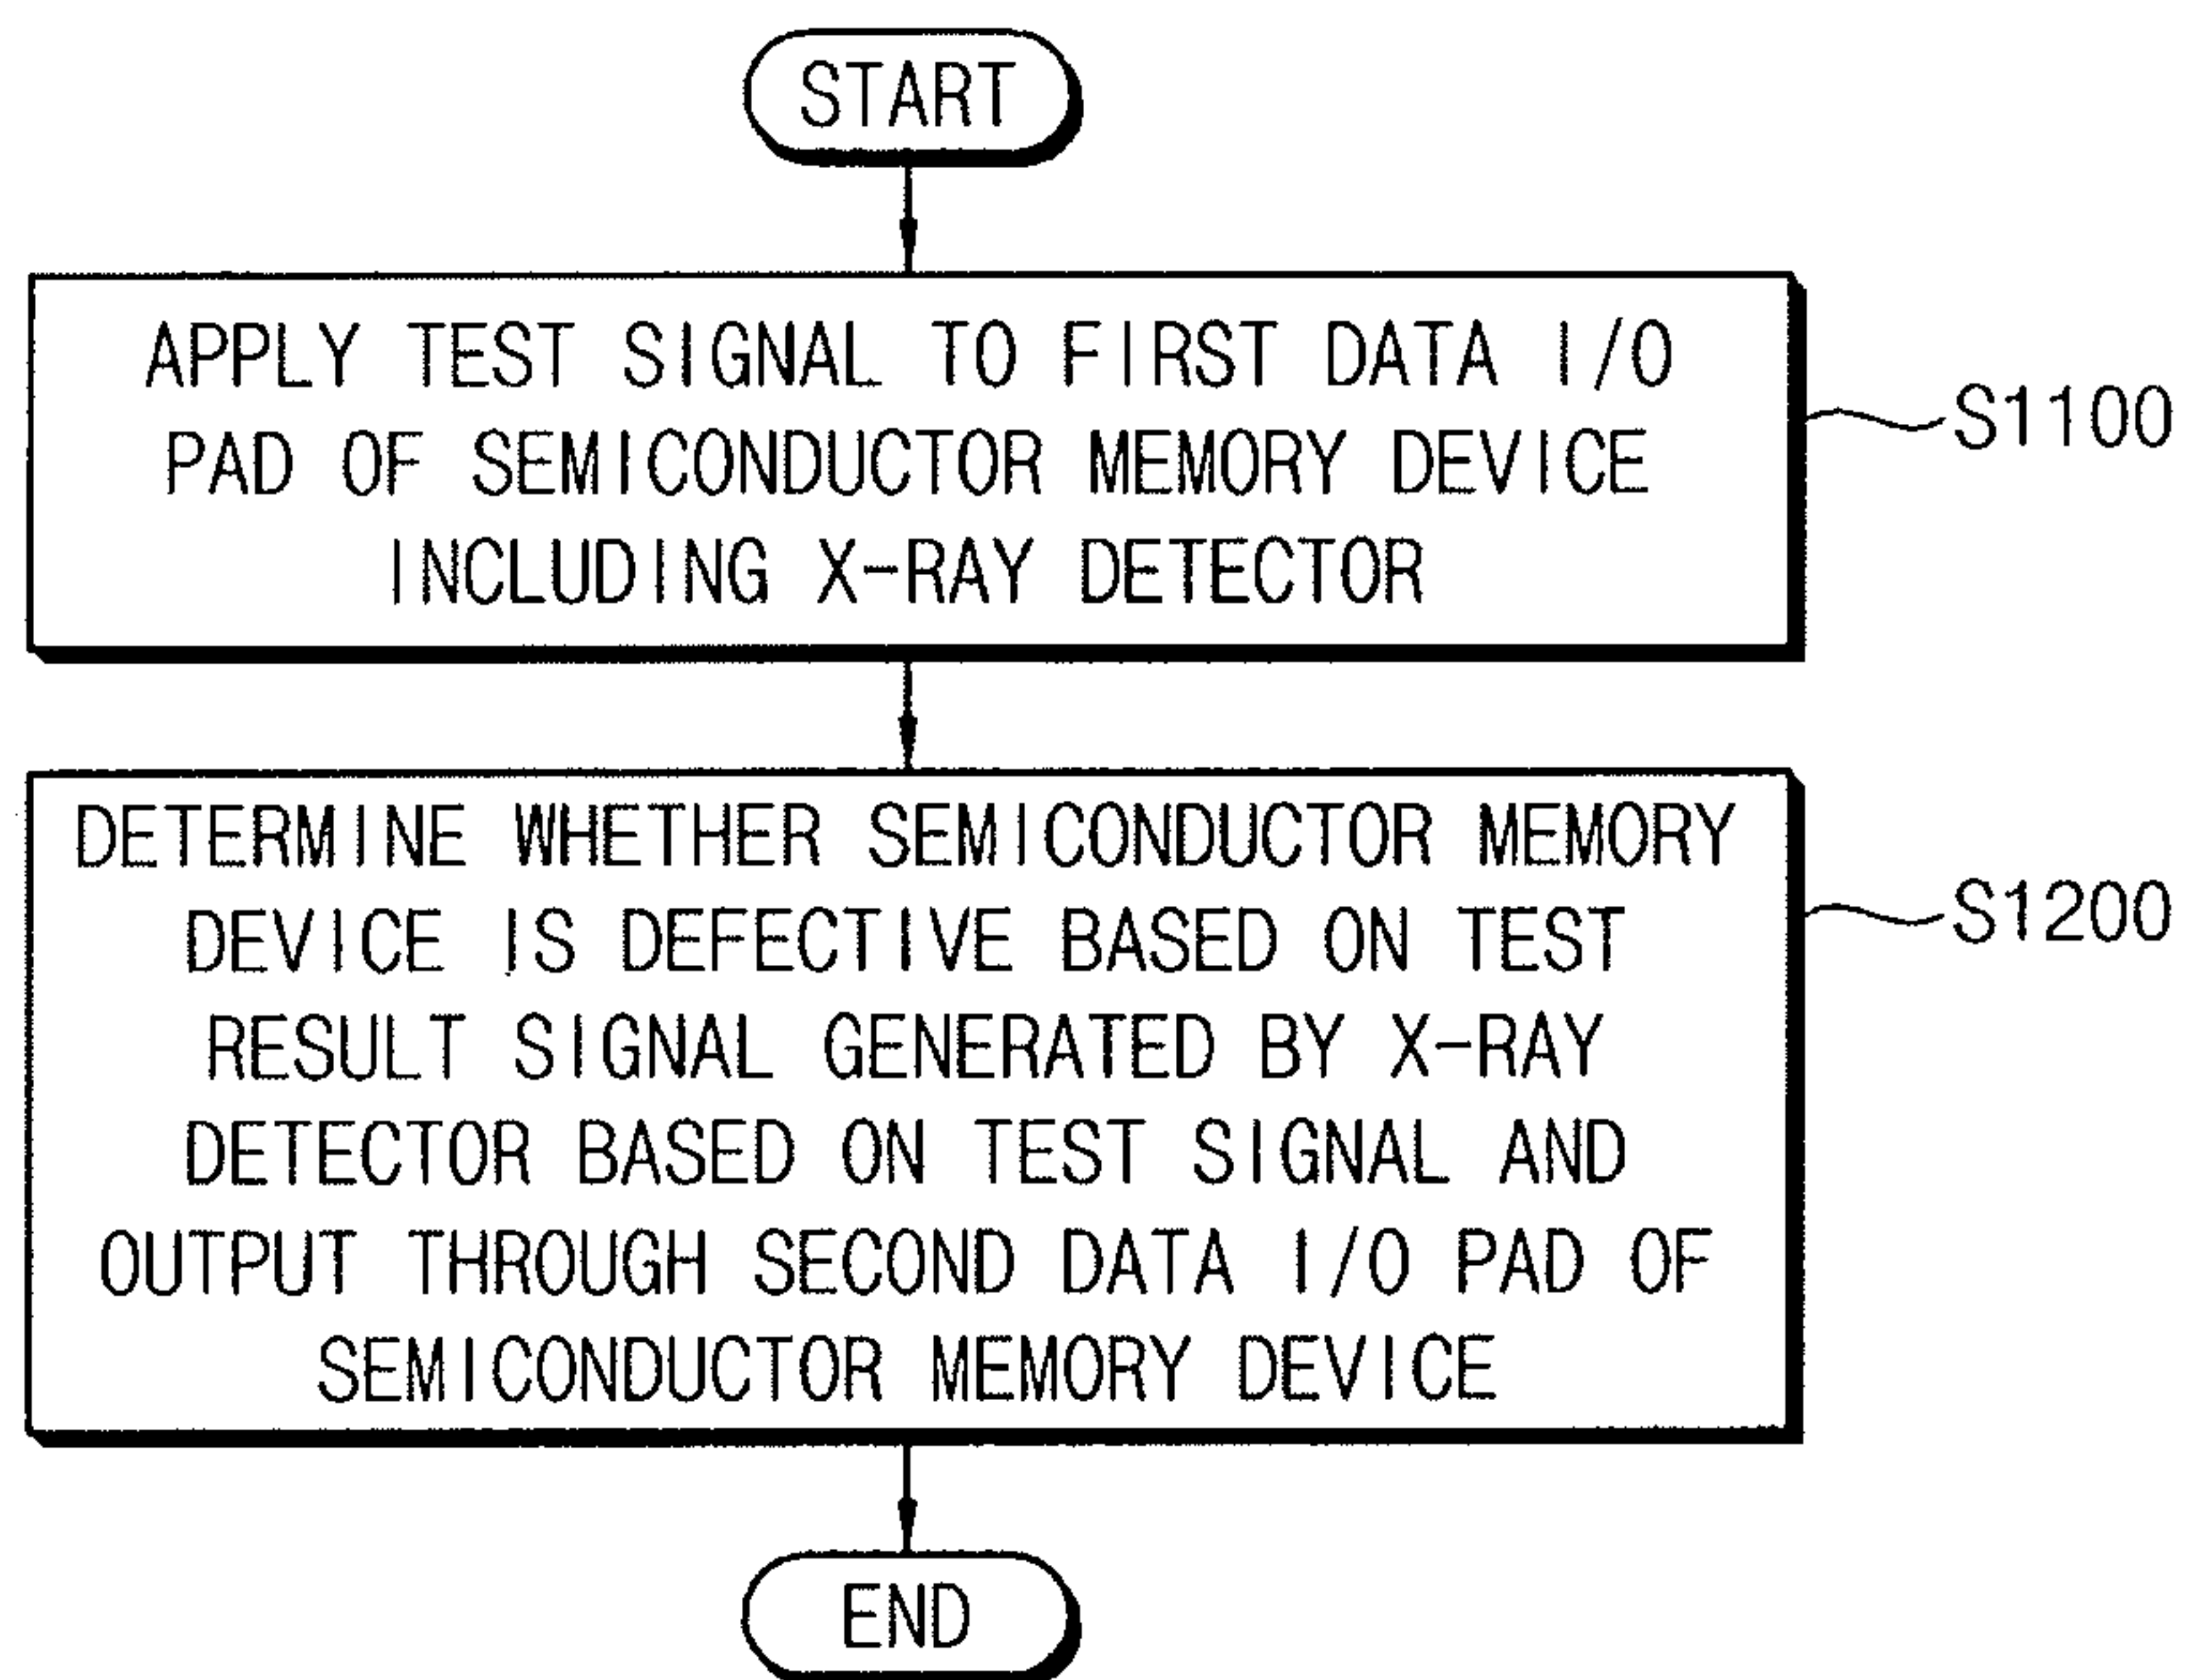 START
APPLY TEST SIGNAL TO FIRST DATA I/O
PAD OF SEMICONDUCTOR MEMORY DEVICE
INCLUDING X-RAY DETECTOR
S1100
DETERMINE WHETHER SEMICONDUCTOR MEMORY
DEVICE IS DEFECTIVE BASED ON TEST
RESULT SIGNAL GENERATED BY X-RAY
DETECTOR BASED ON TEST SIGNAL AND
OUTPUT THROUGH SECOND DATA I/O PAD OF
SEMICONDUCTOR MEMORY DEVICE
S1200
END